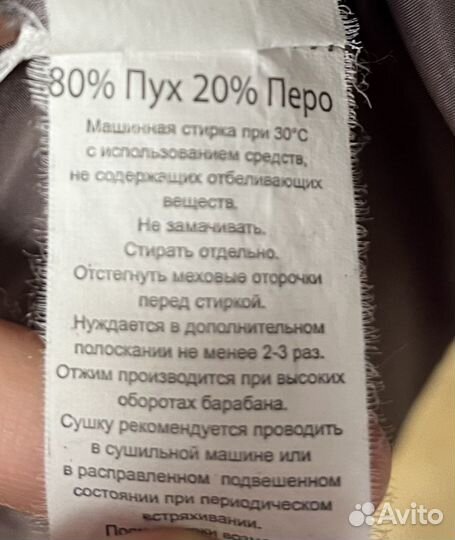 80% Пух 20% Перо
Машинная стирка при 30°С
с использованием средств,
не содержащих отбеливающих
веществ.
Не замачивать.
Стирать отдельно.
Отстегнуть меховые оторочки
перед стиркой.
Нуждается в дополнительном
полоскании не менее 2-3 раз.
Отжим производится при высоких
оборотах барабана.
Сушку рекомендуется проводить
в сушильной машине или
в расправленном подвешенном
состоянии при периодическом
встряхивании.
Avito